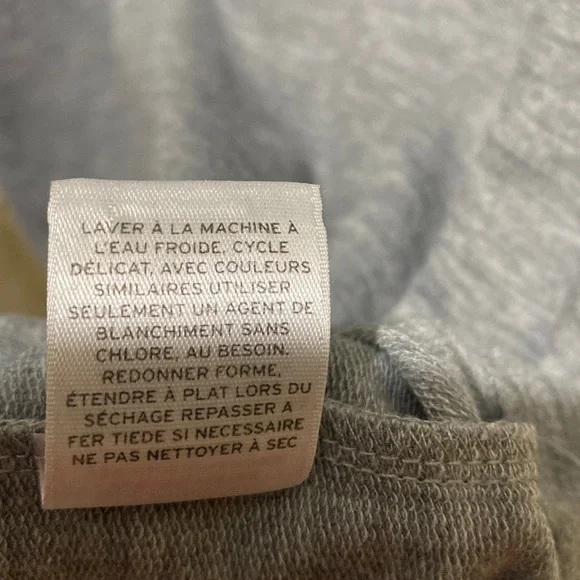 LAVER À LA MACHINE À
L'EAU FROIDE, CYCLE
DÉLICAT, AVEC COULEURS
SIMILAIRES UTILISER
SEULEMENT UN AGENT DE
BLANCHIMENT SANS
CHLORE, AU BESOIN.
REDONNER FORME,
ÉTENDRE À PLAT LORS DU
SÉCHAGE REPASSER A
FER TIEDE SI NECESSAIRE
NE PAS NETTOYER À SEC